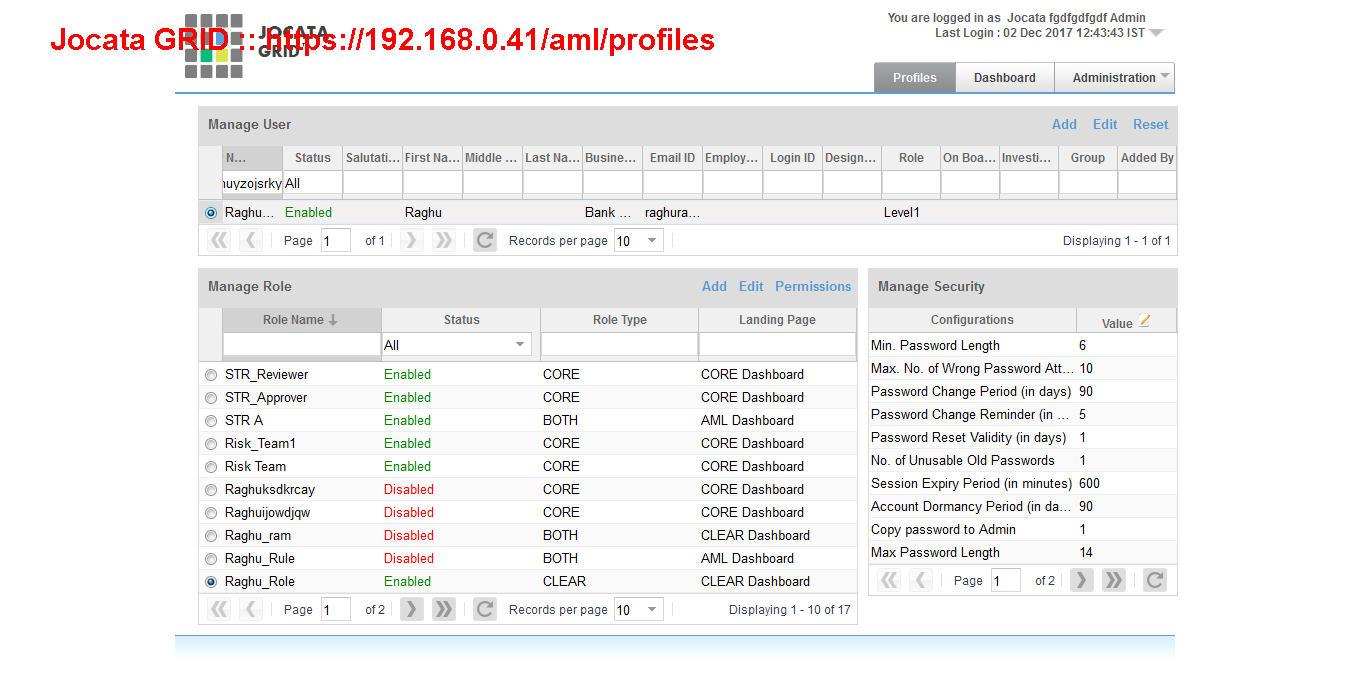 You are logged in as Jocata fgdfgdfgdf Admin
Last Login : 02 Dec 2017 12:43:43 IST
Jocata GRID :: https://192.168.0.41/aml/profiles
JOCATA
GRID
Profiles Dashboard Administration
Manage User Add Edit Reset
N... Status Salutati... First Na... Middle ... Last Na... Busine... Email ID Employ... Login ID Design... Role On Boa... Investi... Group Added By
uyzojsrky All
Raghu... Enabled Raghu Bank ... raghura... Level1
Page 1 of 1 Records per page 10 Displaying 1 - 1 of 1
Manage Role Add Edit Permissions
Role Name Status Role Type Landing Page
All
STR_Reviewer Enabled CORE CORE Dashboard
STR_Approver Enabled CORE CORE Dashboard
STR A Enabled BOTH AML Dashboard
Risk_Team1 Enabled CORE CORE Dashboard
Risk Team Enabled CORE CORE Dashboard
Raghuksdkrcay Disabled CORE CORE Dashboard
Raghuijowdjqw Disabled CORE CORE Dashboard
Raghu_ram Disabled BOTH CLEAR Dashboard
Raghu_Rule Disabled BOTH AML Dashboard
Raghu_Role Enabled CLEAR CLEAR Dashboard
Page 1 of 2 Records per page 10 Displaying 1 - 10 of 17
Manage Security
Configurations Value
Min. Password Length 6
Max. No. of Wrong Password Att... 10
Password Change Period (in days) 90
Password Change Reminder (in ... 5
Password Reset Validity (in days) 1
No. of Unusable Old Passwords 1
Session Expiry Period (in minutes) 600
Account Dormancy Period (in da... 90
Copy password to Admin 1
Max Password Length 14
Page 1 of 2